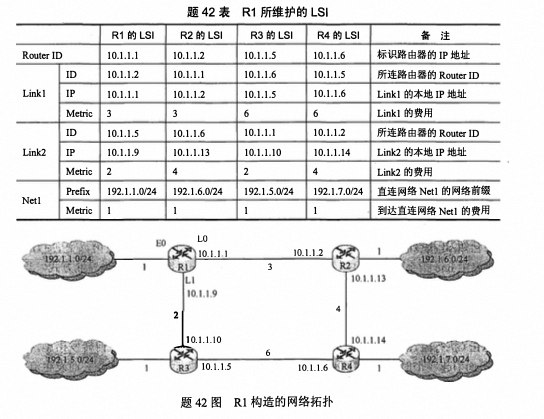 题 42 表 R1 所维护的 LSI
R1 的 LSI R2 的 LSI R3 的 LSI R4 的 LSI 备 注
Router ID 10.1.1.1 10.1.1.2 10.1.1.5 10.1.1.6 标识路由器的 IP 地址
Link1 ID 10.1.1.2 10.1.1.1 10.1.1.6 10.1.1.5 所连路由器的 Router ID
IP 10.1.1.1 10.1.1.2 10.1.1.5 10.1.1.6 Link1 的本地 IP 地址
Metric 3 3 6 6 Link1 的费用
Link2 ID 10.1.1.5 10.1.1.6 10.1.1.1 10.1.1.2 所连路由器的 Router ID
IP 10.1.1.9 10.1.1.13 10.1.1.10 10.1.1.14 Link2 的本地 IP 地址
Metric 2 4 2 4 Link2 的费用
Net1 Prefix 192.1.1.0/24 192.1.6.0/24 192.1.5.0/24 192.1.7.0/24 直连网络 Net1 的网络前缀
Metric 1 1 1 1 到达直连网络 Net1 的费用
E0 L0
192.1.1.0/24 1 R1 10.1.1.1 3 10.1.1.2 R2 1 192.1.6.0/24
L1
10.1.1.9 10.1.1.13
2 4
10.1.1.10 10.1.1.14
192.1.5.0/24 1 R3 10.1.1.5 6 10.1.1.6 R4 1 192.1.7.0/24
题 42 图 R1 构造的网络拓扑